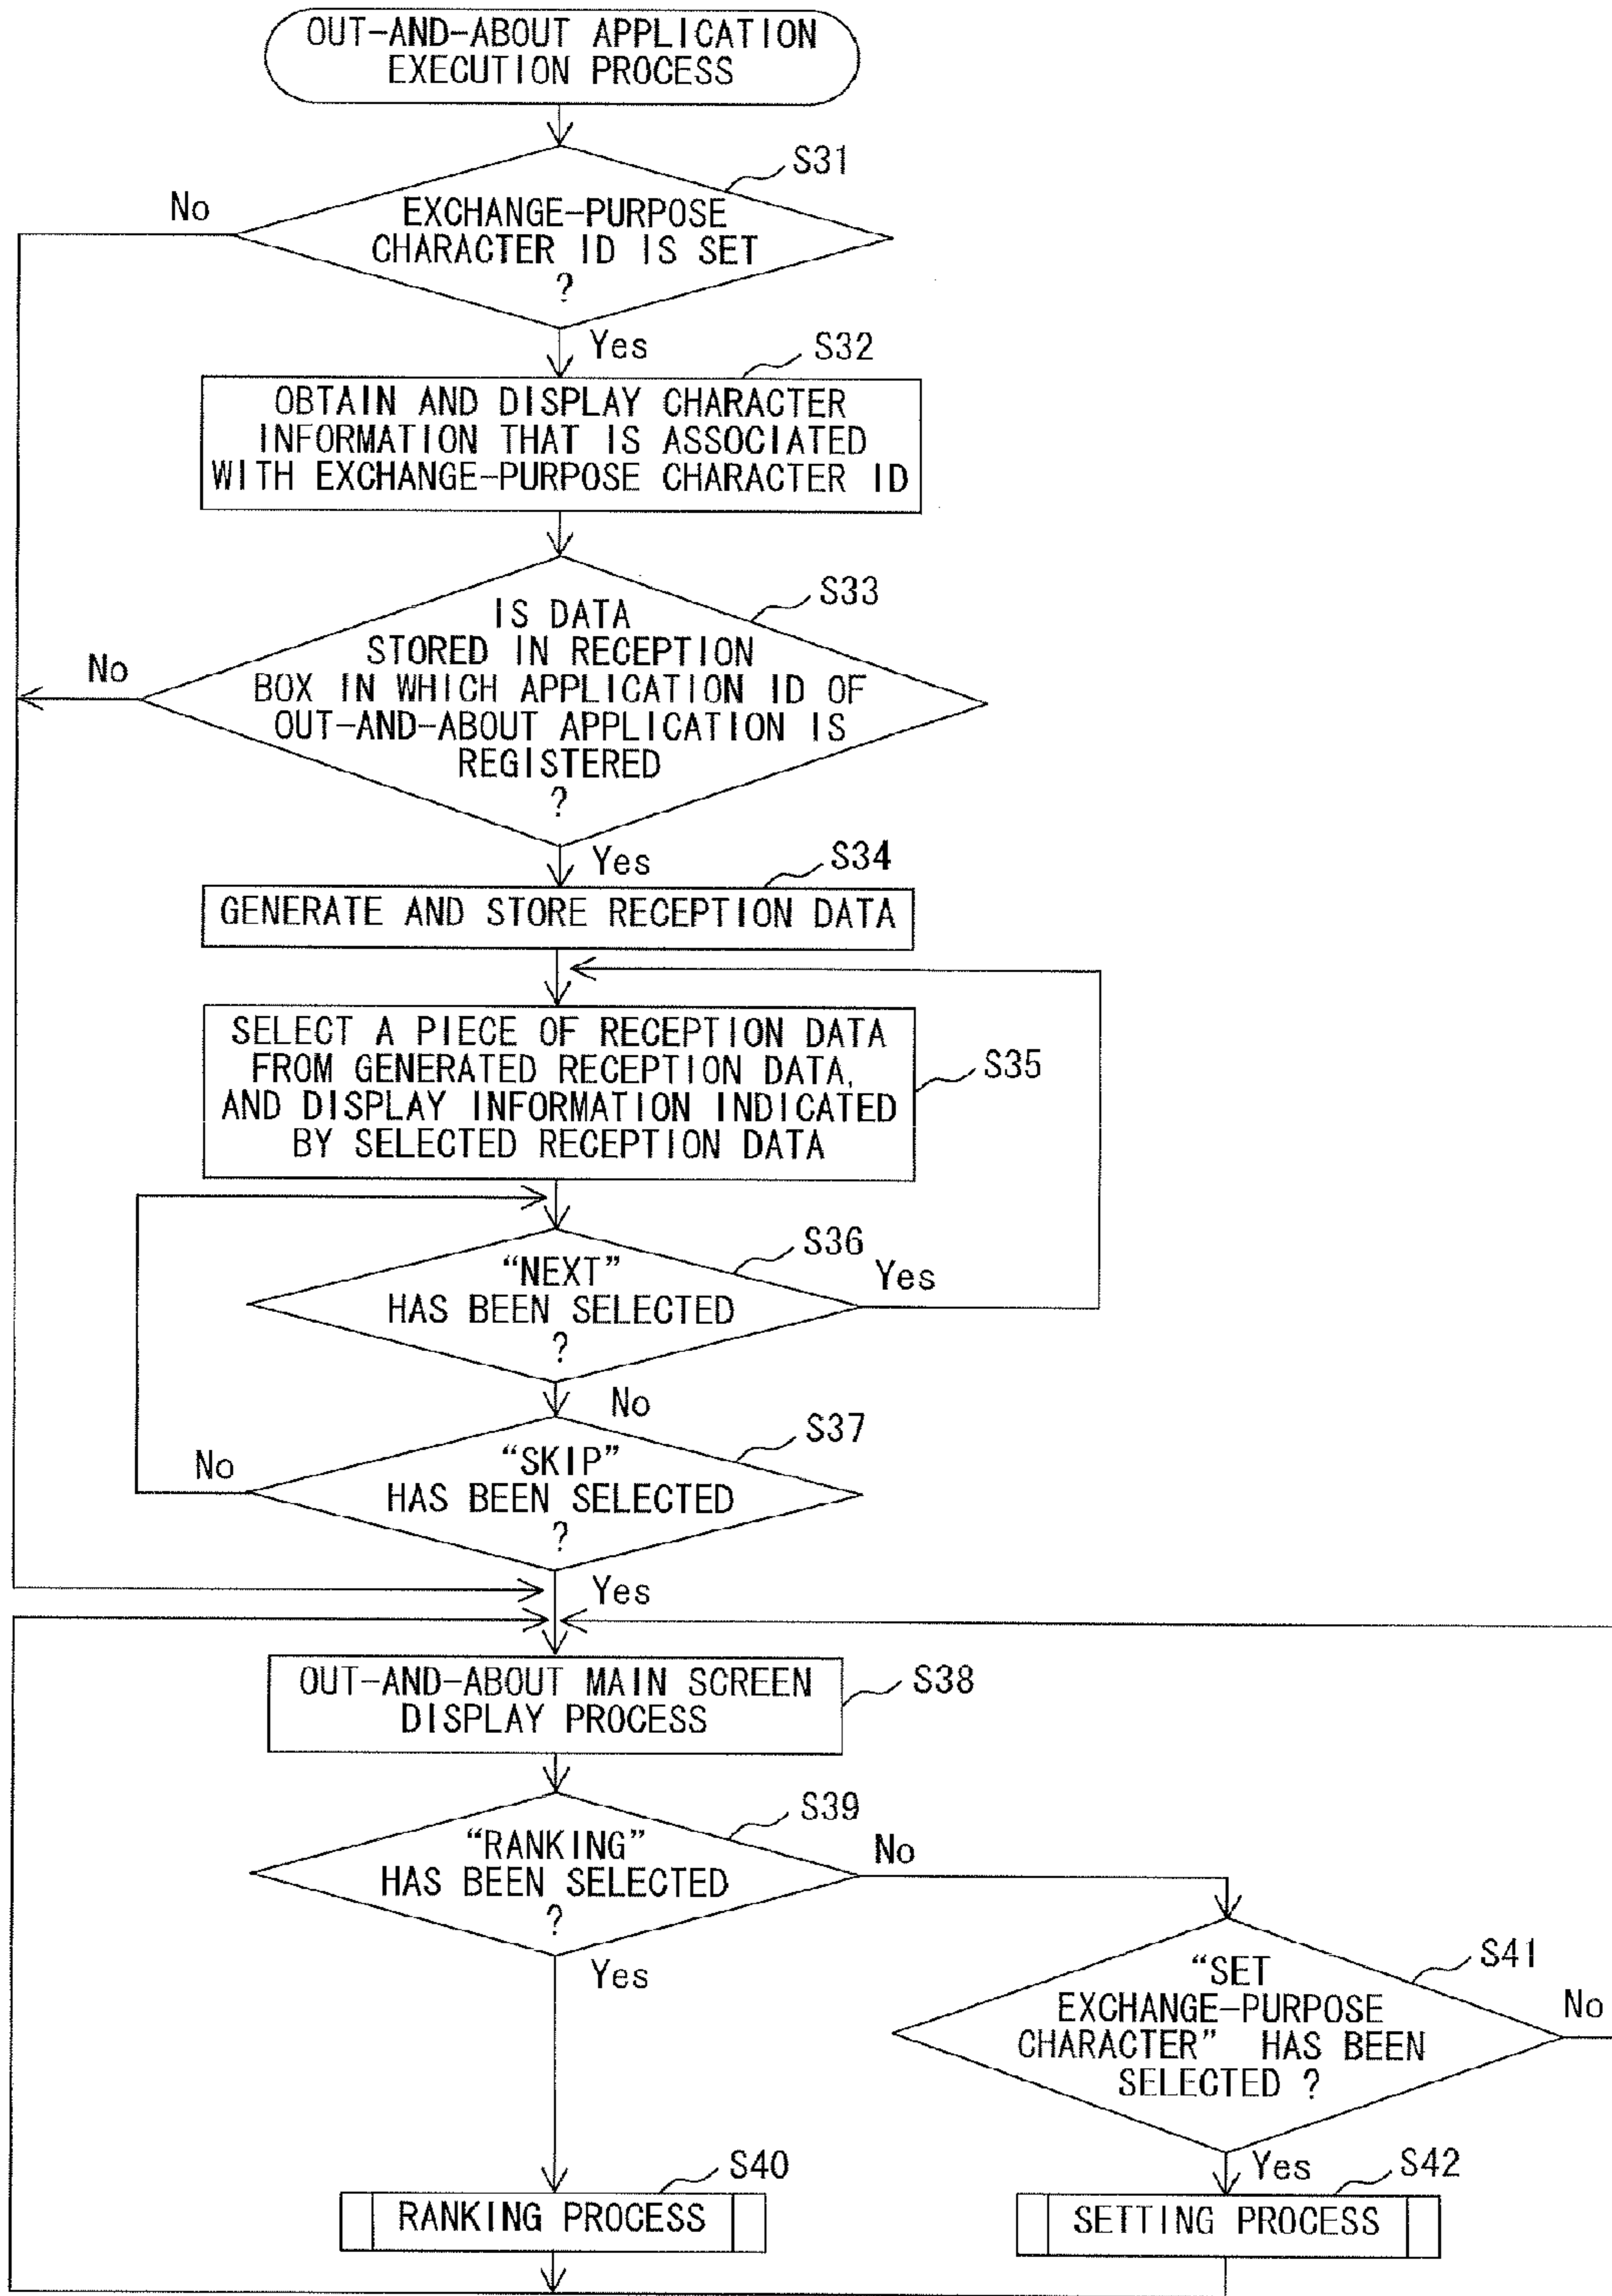 OUT-AND-ABOUT APPLICATION
EXECUTION PROCESS
S31
No
EXCHANGE-PURPOSE
CHARACTER ID IS SET
?
Yes
S32
OBTAIN AND DISPLAY CHARACTER
INFORMATION THAT IS ASSOCIATED
WITH EXCHANGE-PURPOSE CHARACTER ID
S33
No
IS DATA
STORED IN RECEPTION
BOX IN WHICH APPLICATION ID OF
OUT-AND-ABOUT APPLICATION IS
REGISTERED
?
Yes
S34
GENERATE AND STORE RECEPTION DATA
SELECT A PIECE OF RECEPTION DATA
FROM GENERATED RECEPTION DATA,
AND DISPLAY INFORMATION INDICATED
BY SELECTED RECEPTION DATA
S35
S36
“NEXT”
HAS BEEN SELECTED
?
Yes
No
S37
No
“SKIP”
HAS BEEN SELECTED
?
Yes
OUT-AND-ABOUT MAIN SCREEN
DISPLAY PROCESS
S38
S39
“RANKING”
HAS BEEN SELECTED
?
No
Yes
S41
“SET
EXCHANGE-PURPOSE
CHARACTER” HAS BEEN
SELECTED ?
No
Yes
S40
RANKING PROCESS
S42
SETTING PROCESS